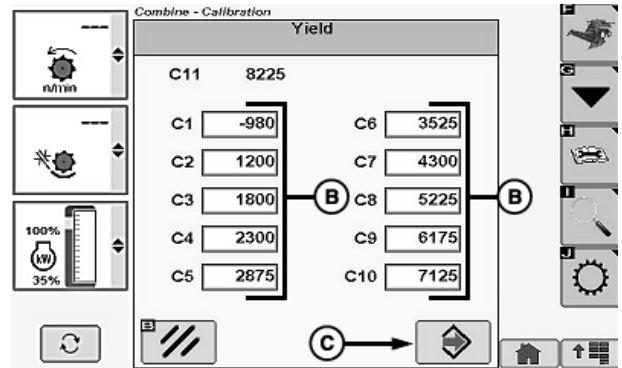 Combine - Calibration
Yield
---
n/min
---
100%
kW
35%
C11 8225
C1 -980
C2 1200
C3 1800
C4 2300
C5 2875
B
C6 3525
C7 4300
C8 5225
C9 6175
C10 7125
B
B
C
F
G
H
I
J